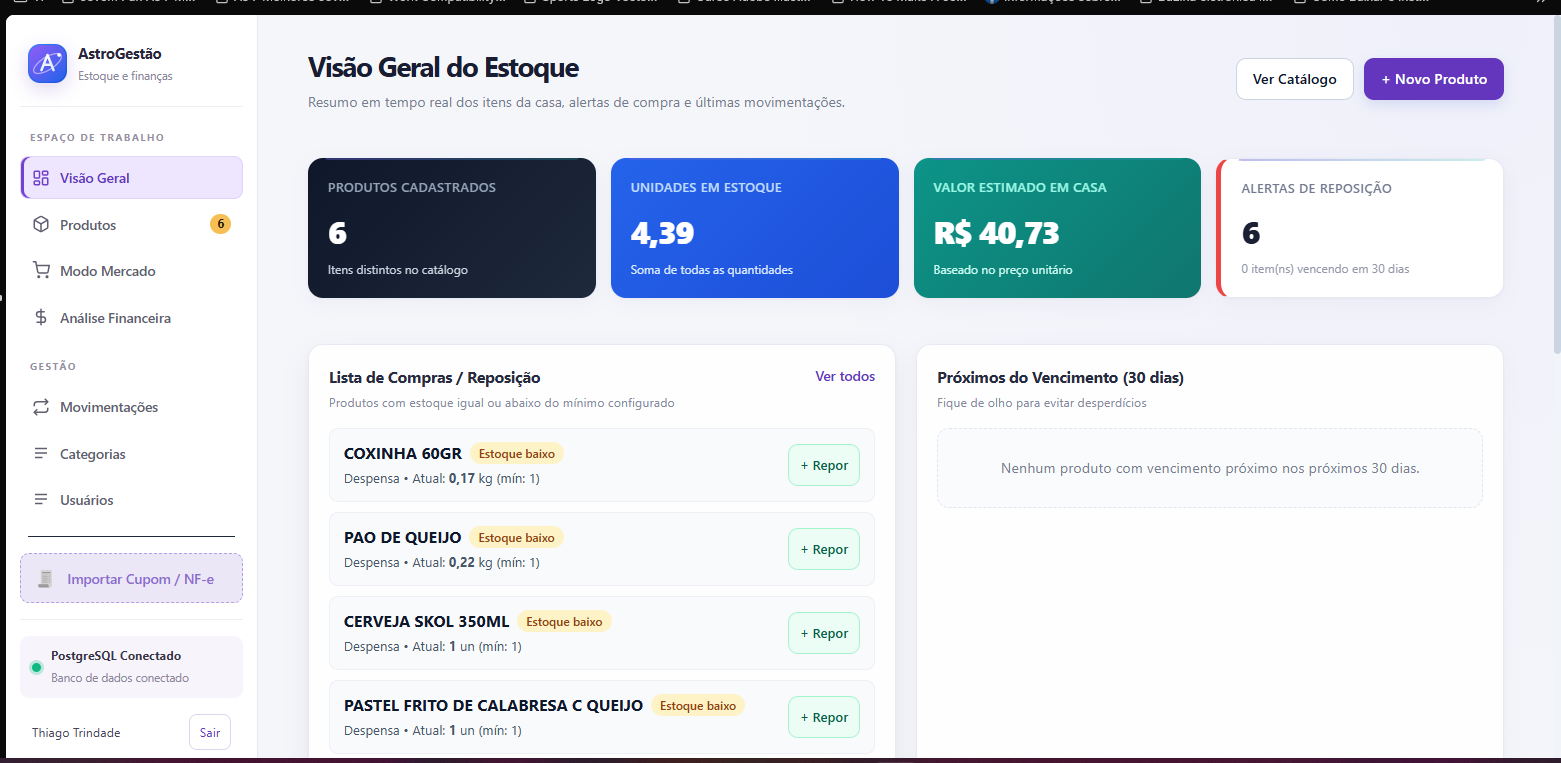 AstroGestão
Estoque e finanças
ESPAÇO DE TRABALHO
Visão Geral
Produtos 6
Modo Mercado
Análise Financeira
GESTÃO
Movimentações
Categorias
Usuários
Importar Cupom / NF-e
PostgreSQL Conectado
Banco de dados conectado
Thiago Trindade Sair
Visão Geral do Estoque
Resumo em tempo real dos itens da casa, alertas de compra e últimas movimentações.
Ver Catálogo
+ Novo Produto
PRODUTOS CADASTRADOS
6
Itens distintos no catálogo
UNIDADES EM ESTOQUE
4,39
Soma de todas as quantidades
VALOR ESTIMADO EM CASA
R$ 40,73
Baseado no preço unitário
ALERTAS DE REPOSIÇÃO
6
0 item(ns) vencendo em 30 dias
Lista de Compras / Reposição Ver todos
Produtos com estoque igual ou abaixo do mínimo configurado
COXINHA 60GR Estoque baixo
Despensa • Atual: 0,17 kg (mín: 1)
+ Repor
PAO DE QUEIJO Estoque baixo
Despensa • Atual: 0,22 kg (mín: 1)
+ Repor
CERVEJA SKOL 350ML Estoque baixo
Despensa • Atual: 1 un (mín: 1)
+ Repor
PASTEL FRITO DE CALABRESA C QUEIJO Estoque baixo
Despensa • Atual: 1 un (mín: 1)
+ Repor
Próximos do Vencimento (30 dias)
Fique de olho para evitar desperdícios
Nenhum produto com vencimento próximo nos próximos 30 dias.